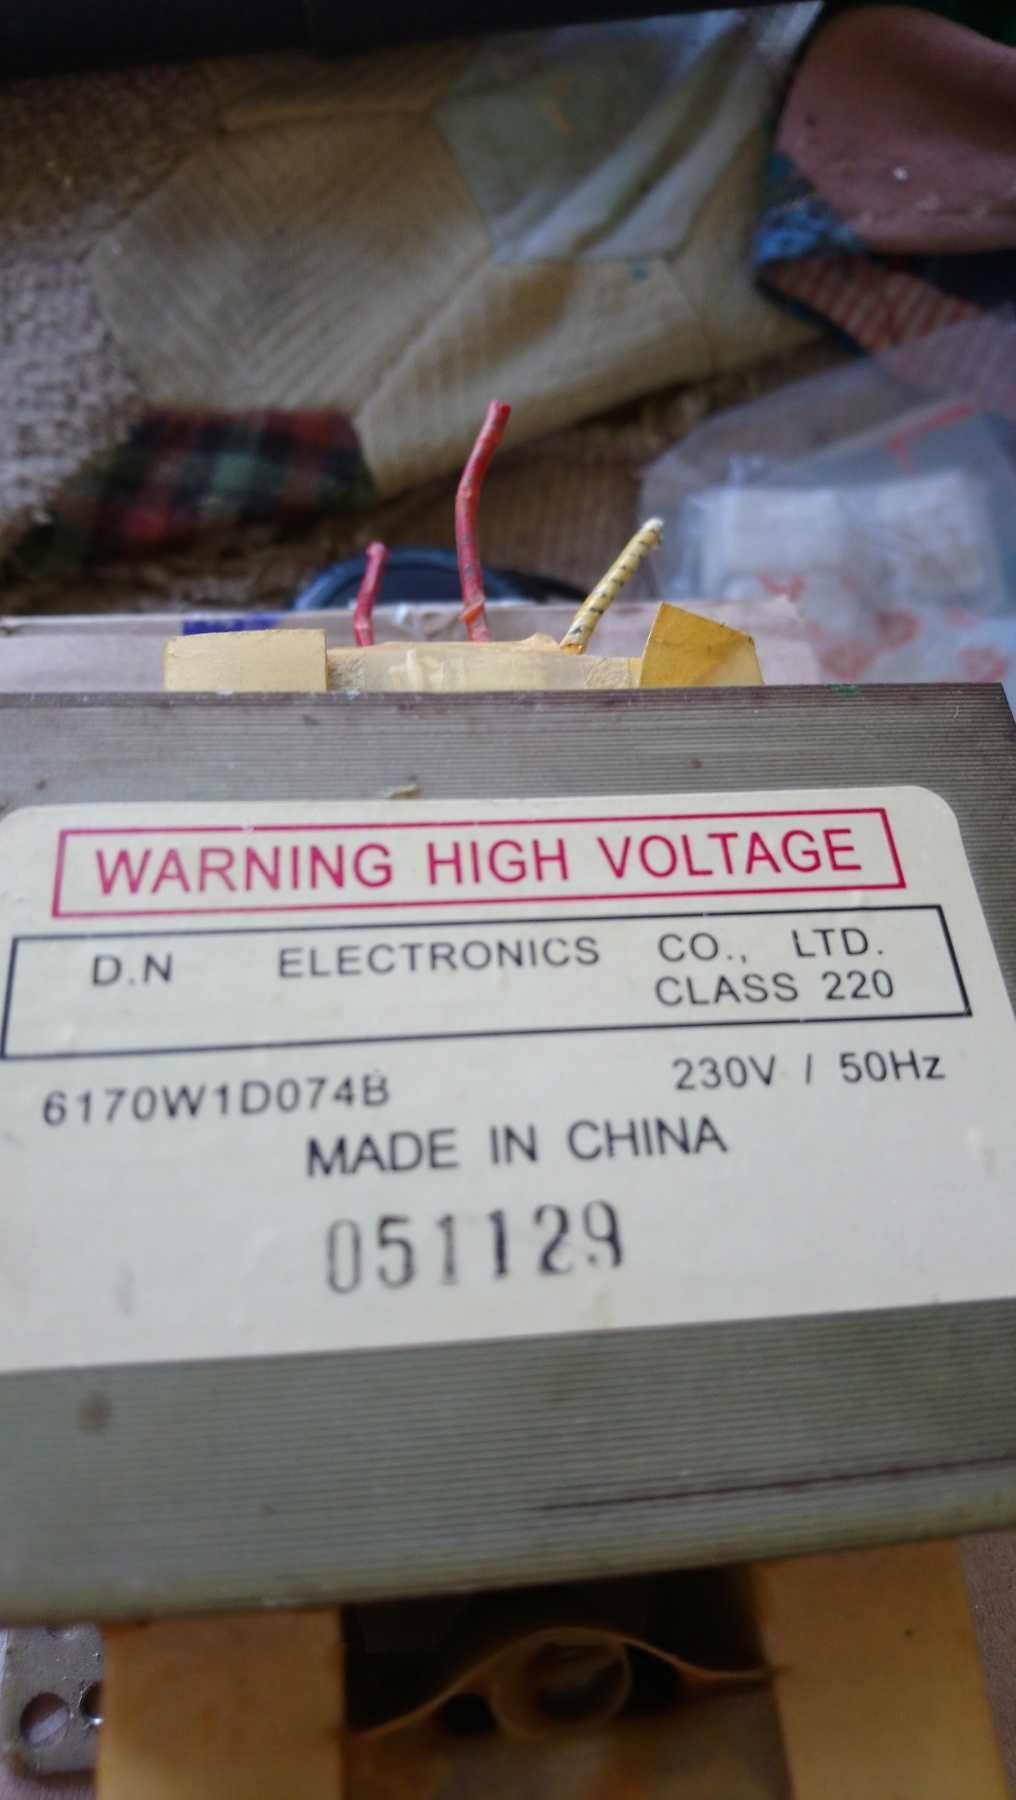 WARNING HIGH VOLTAGE
D.N ELECTRONICS CO., LTD.
CLASS 220
6170W1D074B 230V / 50Hz
MADE IN CHINA
051129